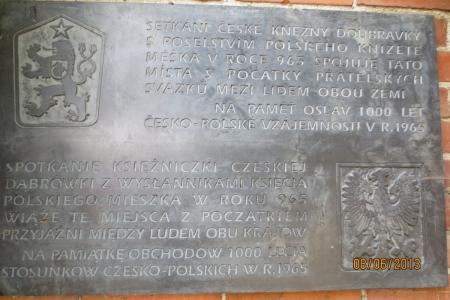 SETKÁNÍ ČESKÉ KNĚŽNY DOUBRAVKY
S POSELSTVÍM POLSKÉHO KNÍŽETE
MĚŠKA V ROCE 965 SPOJUJE TATO
MÍSTA S POČÁTKY PŘÁTELSKÝCH
SVAZKŮ MEZI LIDEM OBOU ZEMÍ
NA PAMĚŤ OSLAV 1000 LET
ČESKO-POLSKÉ VZÁJEMNOSTI V R. 1965
SPOTKANIE KSIĘŻNICZKI CZESKIEJ
DĄBRÓWKI Z WYSŁANNIKAMI KSIĘCIA
POLSKIEGO MIESZKA W ROKU 965
WIĄŻE TE MIEJSCA Z POCZĄTKIEM
PRZYJAŹNI MIĘDZY LUDEM OBU KRAJÓW
NA PAMIĄTKĘ OBCHODÓW 1000 LECIA
STOSUNKÓW CZESKO-POLSKICH W R. 1965
08/06/2013